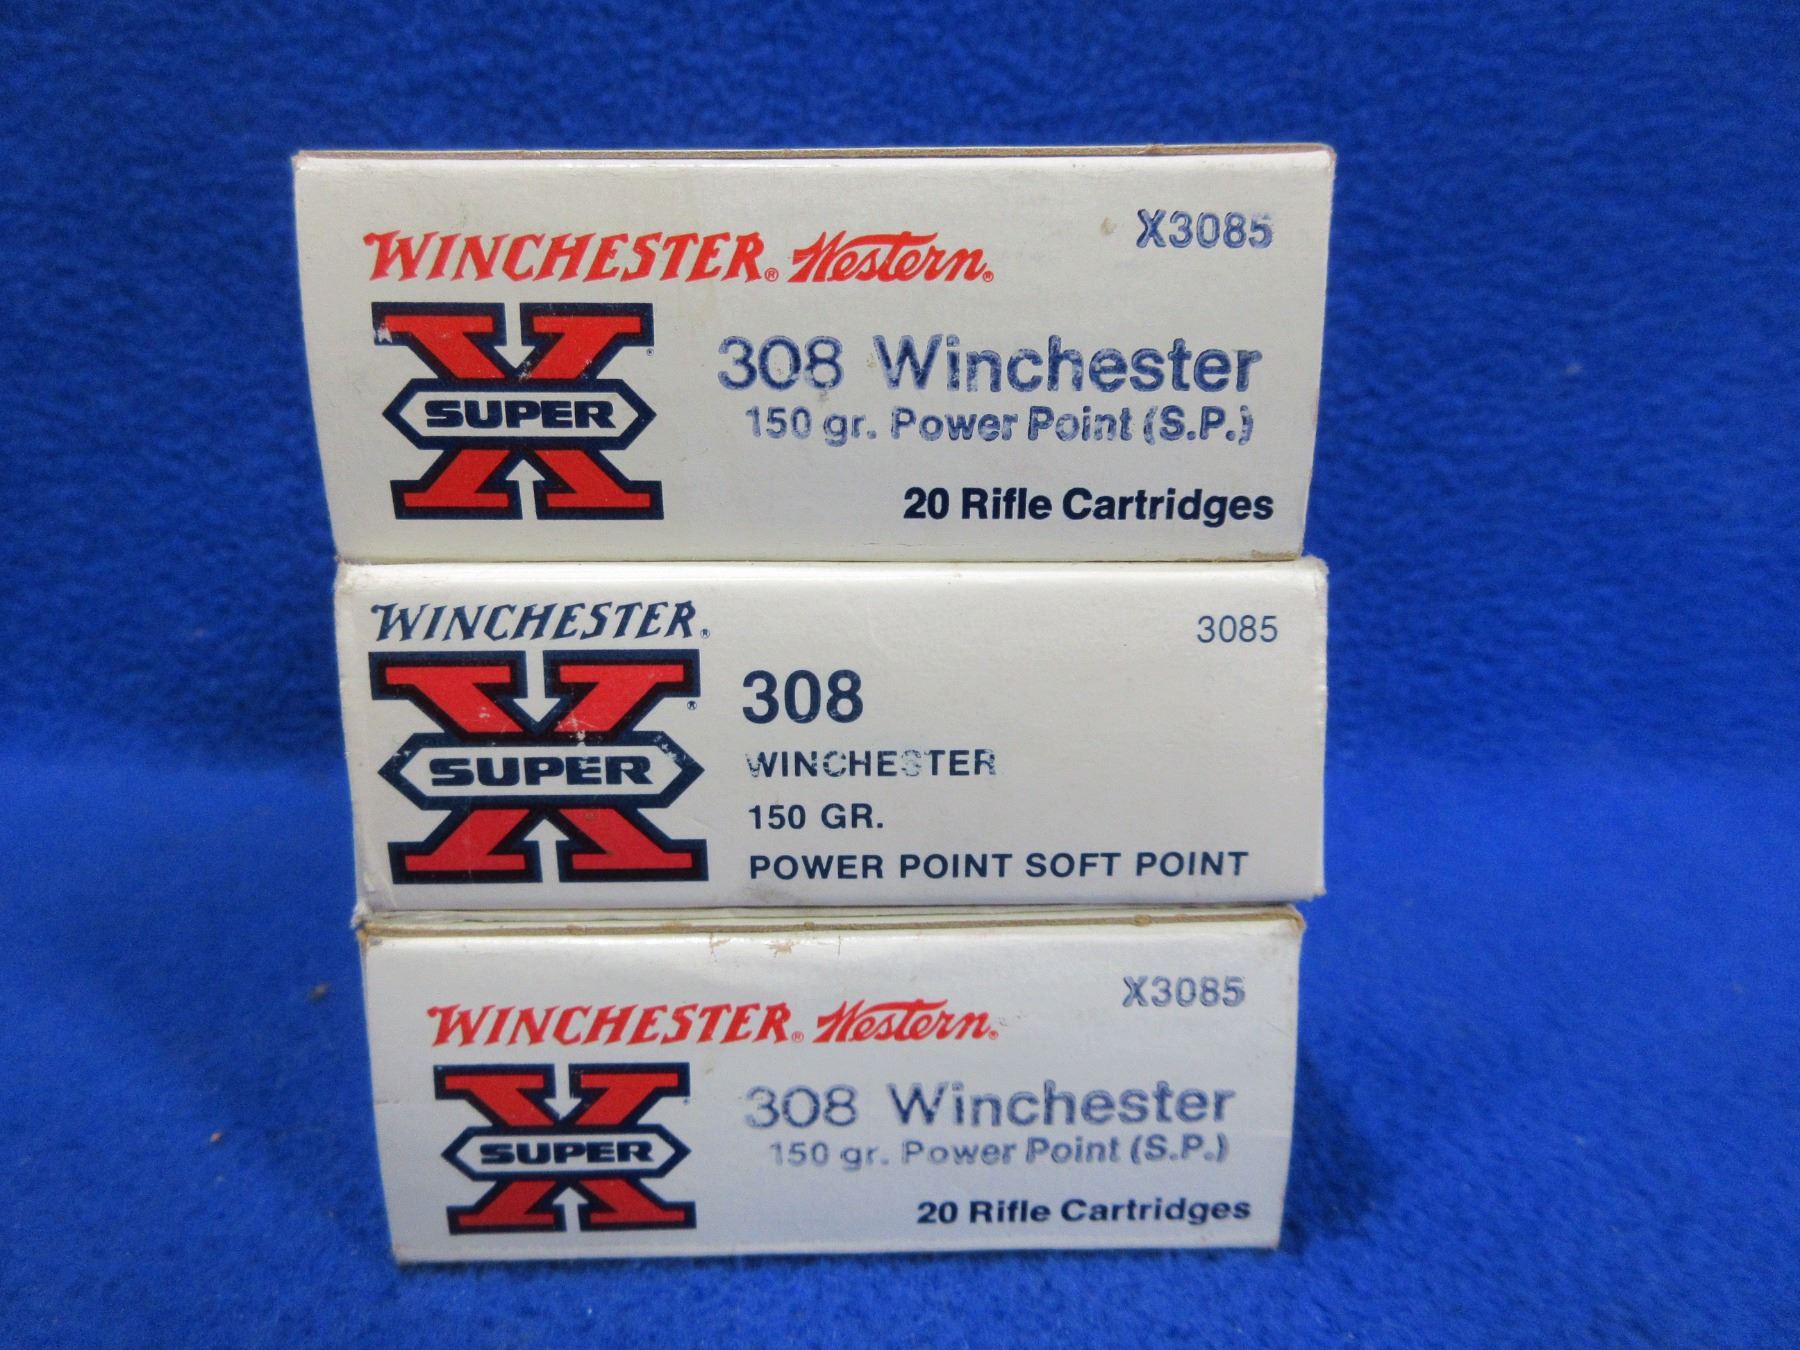 WINCHESTER® Western®
X3085
X SUPER
308 Winchester
150 gr. Power Point (S.P.)
20 Rifle Cartridges
WINCHESTER®
3085
X SUPER ®
308
WINCHESTER
150 GR.
POWER POINT SOFT POINT
WINCHESTER® Western®
X3085
X SUPER
308 Winchester
150 gr. Power Point (S.P.)
20 Rifle Cartridges